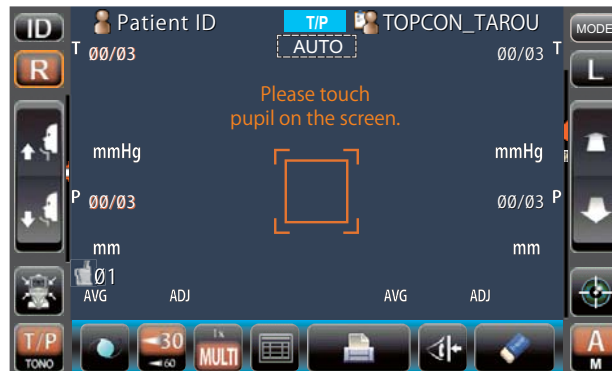 ID
Patient ID
T/P
TOPCON_TAROU
MODE
AUTO
R
T 00/03
00/03 T
L
Please touch
pupil on the screen.
mmHg
mmHg
P 00/03
00/03 P
mm
mm
01
AVG ADJ AVG ADJ
T/P
TONO
30
60
1x
MULTI
A
M